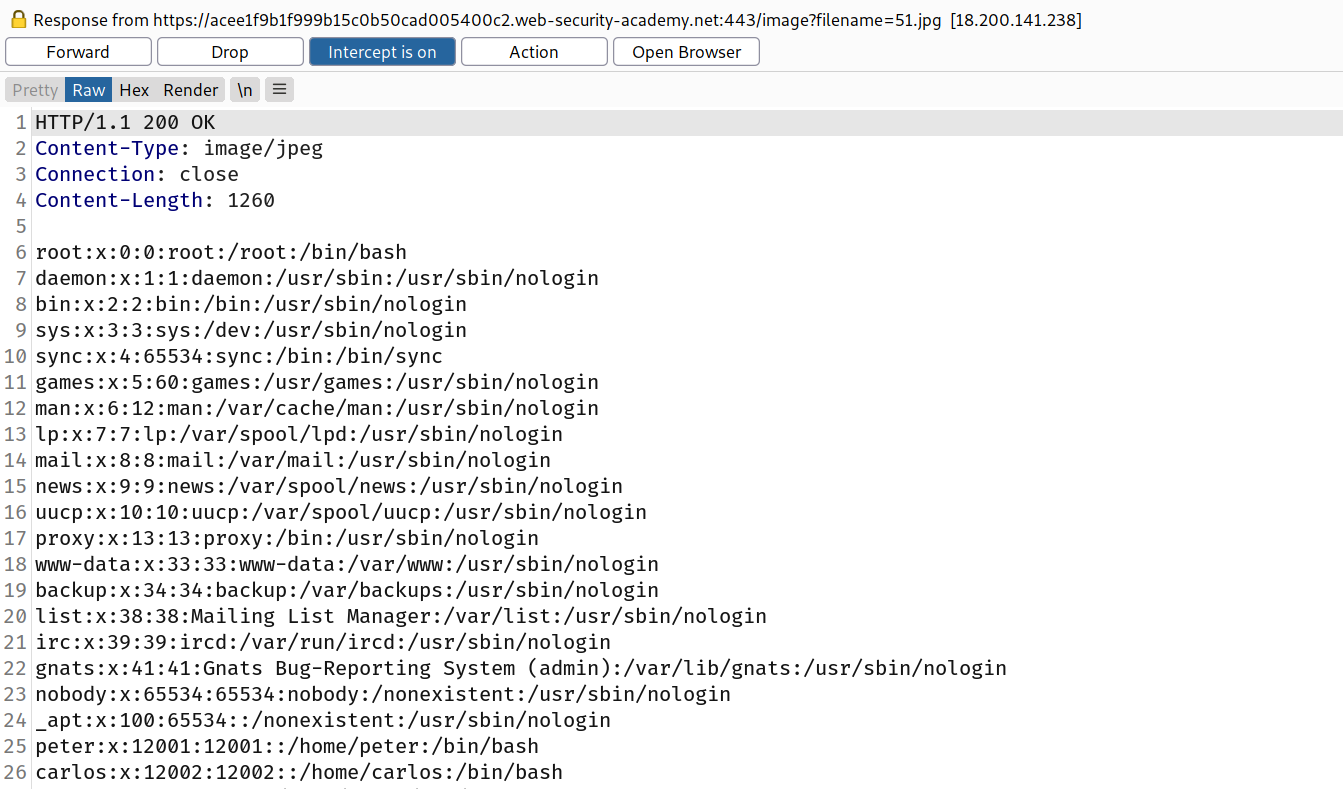 Response from https://acee1f9b1f999b15c0b50cad005400c2.web-security-academy.net:443/image?filename=51.jpg [18.200.141.238]
Forward Drop Intercept is on Action Open Browser
Pretty Raw Hex Render \n ≡
1 HTTP/1.1 200 OK
2 Content-Type: image/jpeg
3 Connection: close
4 Content-Length: 1260
5
6 root:x:0:0:root:/root:/bin/bash
7 daemon:x:1:1:daemon:/usr/sbin:/usr/sbin/nologin
8 bin:x:2:2:bin:/bin:/usr/sbin/nologin
9 sys:x:3:3:sys:/dev:/usr/sbin/nologin
10 sync:x:4:65534:sync:/bin:/bin/sync
11 games:x:5:60:games:/usr/games:/usr/sbin/nologin
12 man:x:6:12:man:/var/cache/man:/usr/sbin/nologin
13 lp:x:7:7:lp:/var/spool/lpd:/usr/sbin/nologin
14 mail:x:8:8:mail:/var/mail:/usr/sbin/nologin
15 news:x:9:9:news:/var/spool/news:/usr/sbin/nologin
16 uucp:x:10:10:uucp:/var/spool/uucp:/usr/sbin/nologin
17 proxy:x:13:13:proxy:/bin:/usr/sbin/nologin
18 www-data:x:33:33:www-data:/var/www:/usr/sbin/nologin
19 backup:x:34:34:backup:/var/backups:/usr/sbin/nologin
20 list:x:38:38:Mailing List Manager:/var/list:/usr/sbin/nologin
21 irc:x:39:39:ircd:/var/run/ircd:/usr/sbin/nologin
22 gnats:x:41:41:Gnats Bug-Reporting System (admin):/var/lib/gnats:/usr/sbin/nologin
23 nobody:x:65534:65534:nobody:/nonexistent:/usr/sbin/nologin
24 _apt:x:100:65534::/nonexistent:/usr/sbin/nologin
25 peter:x:12001:12001::/home/peter:/bin/bash
26 carlos:x:12002:12002::/home/carlos:/bin/bash